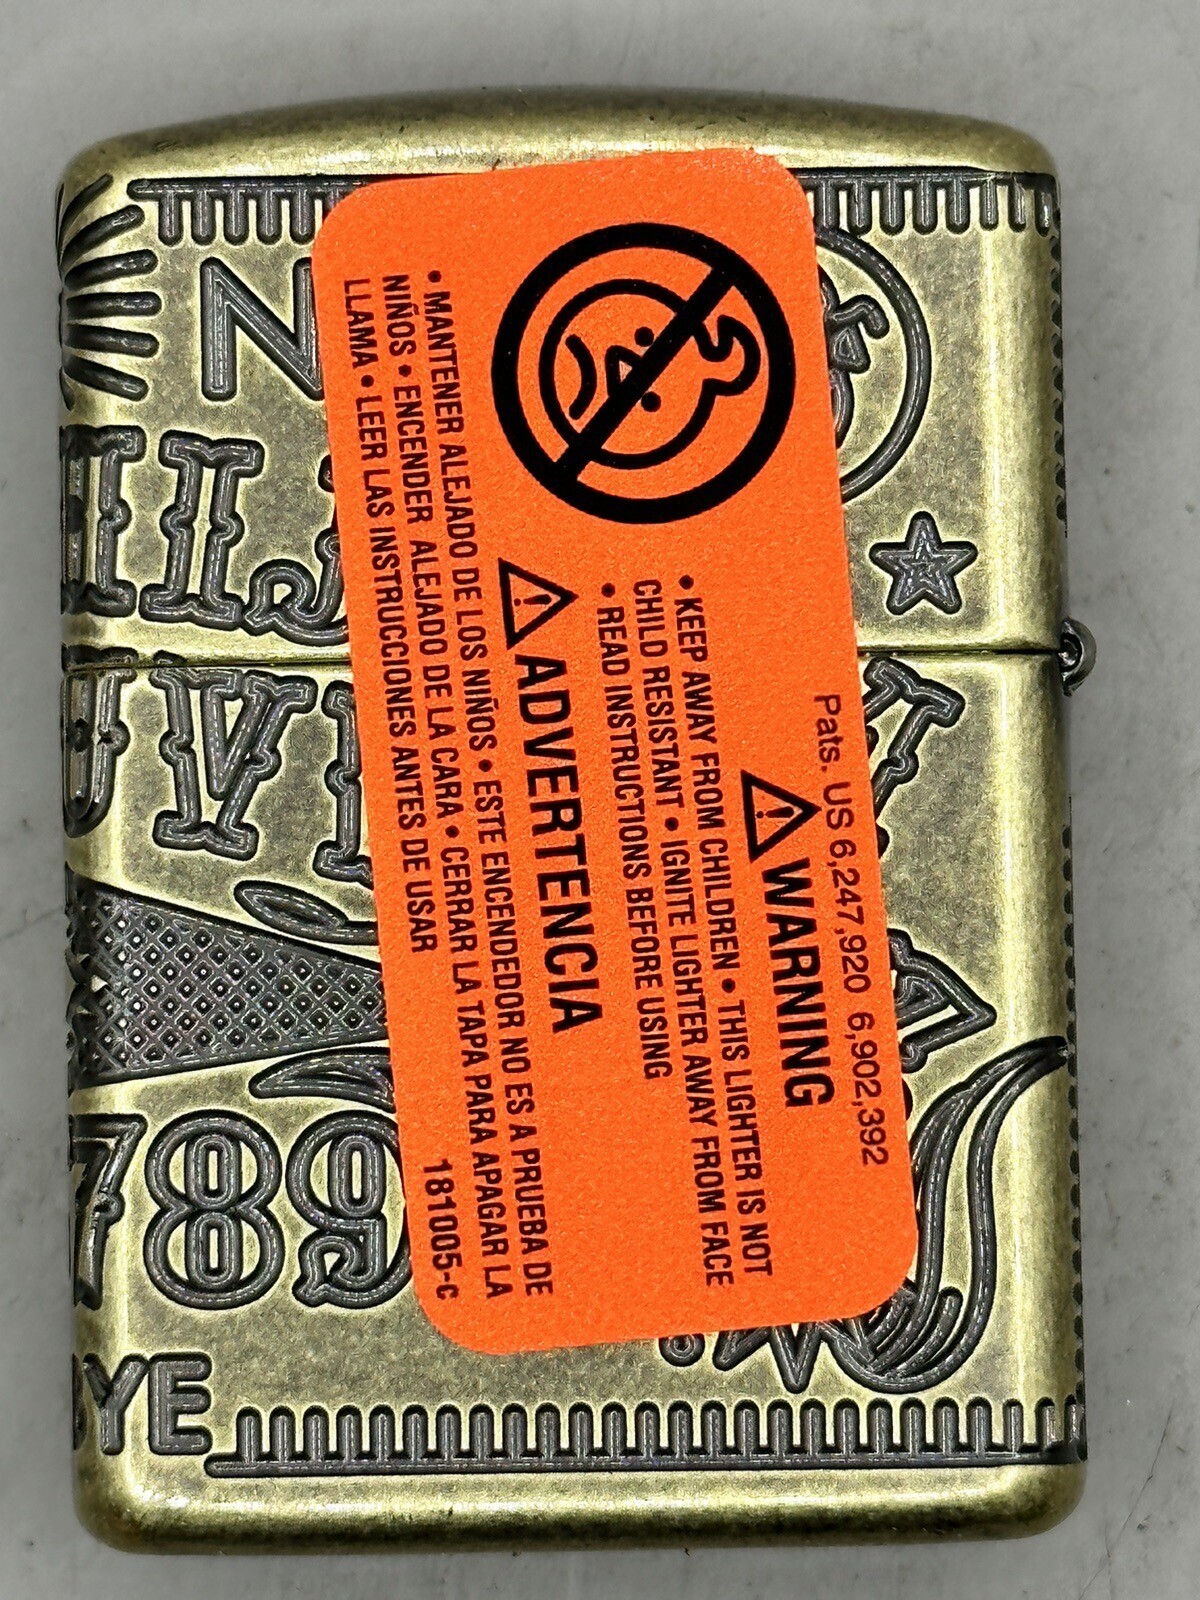 Pats. US 6,247,920 6,902,392
WARNING
• KEEP AWAY FROM CHILDREN • THIS LIGHTER IS NOT
CHILD RESISTANT • IGNITE LIGHTER AWAY FROM FACE
• READ INSTRUCTIONS BEFORE USING
ADVERTENCIA
• MANTENER ALEJADO DE LOS NIÑOS • ESTE ENCENDEDOR NO ES A PRUEBA DE
NIÑOS • ENCENDER ALEJADO DE LA CARA • CERRAR LA TAPA PARA APAGAR LA
LLAMA • LEER LAS INSTRUCCIONES ANTES DE USAR
181005-c
N
HIJ
UV
789
YE